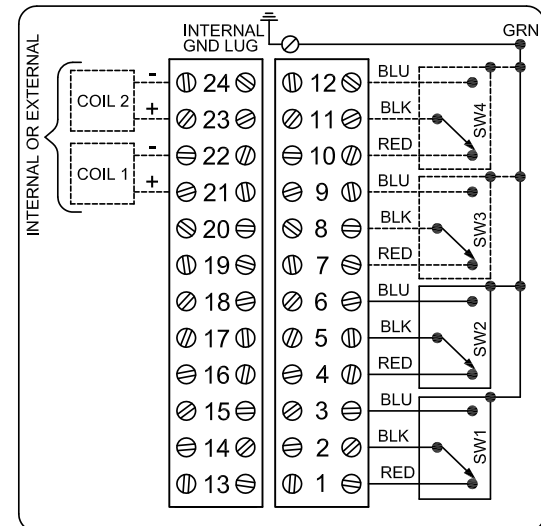 INTERNAL
GND LUG
GRN
INTERNAL OR EXTERNAL
COIL 2
-
+
COIL 1
-
+
24
23
22
21
20
19
18
17
16
15
14
13
12
11
10
9
8
7
6
5
4
3
2
1
BLU
BLK
RED
SW4
BLU
BLK
RED
SW3
BLU
BLK
RED
SW2
BLU
BLK
RED
SW1